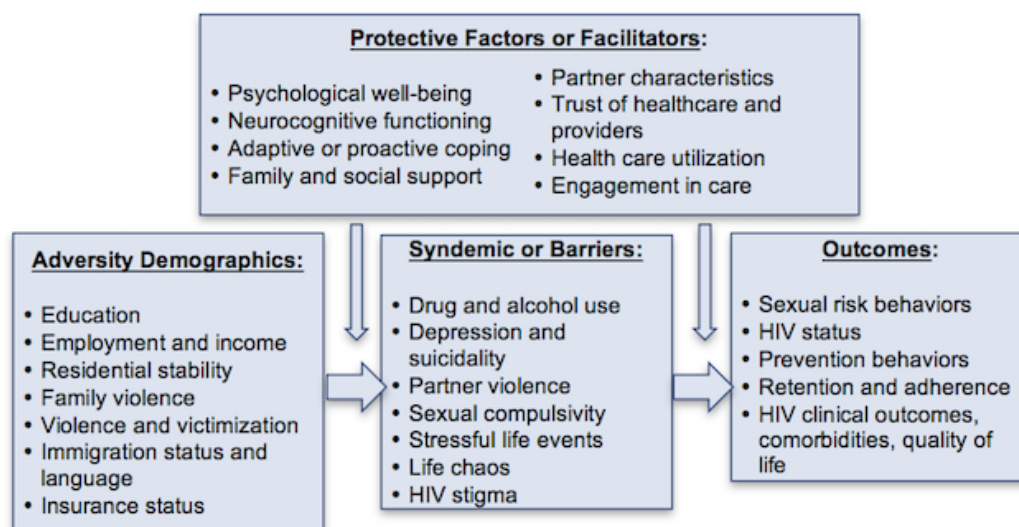 Protective Factors or Facilitators:
• Psychological well-being
• Neurocognitive functioning
• Adaptive or proactive coping
• Family and social support
• Partner characteristics
• Trust of healthcare and
providers
• Health care utilization
• Engagement in care
Adversity Demographics:
• Education
• Employment and income
• Residential stability
• Family violence
• Violence and victimization
• Immigration status and
language
• Insurance status
Syndemic or Barriers:
• Drug and alcohol use
• Depression and
suicidality
• Partner violence
• Sexual compulsivity
• Stressful life events
• Life chaos
• HIV stigma
Outcomes:
• Sexual risk behaviors
• HIV status
• Prevention behaviors
• Retention and adherence
• HIV clinical outcomes,
comorbidities, quality of
life